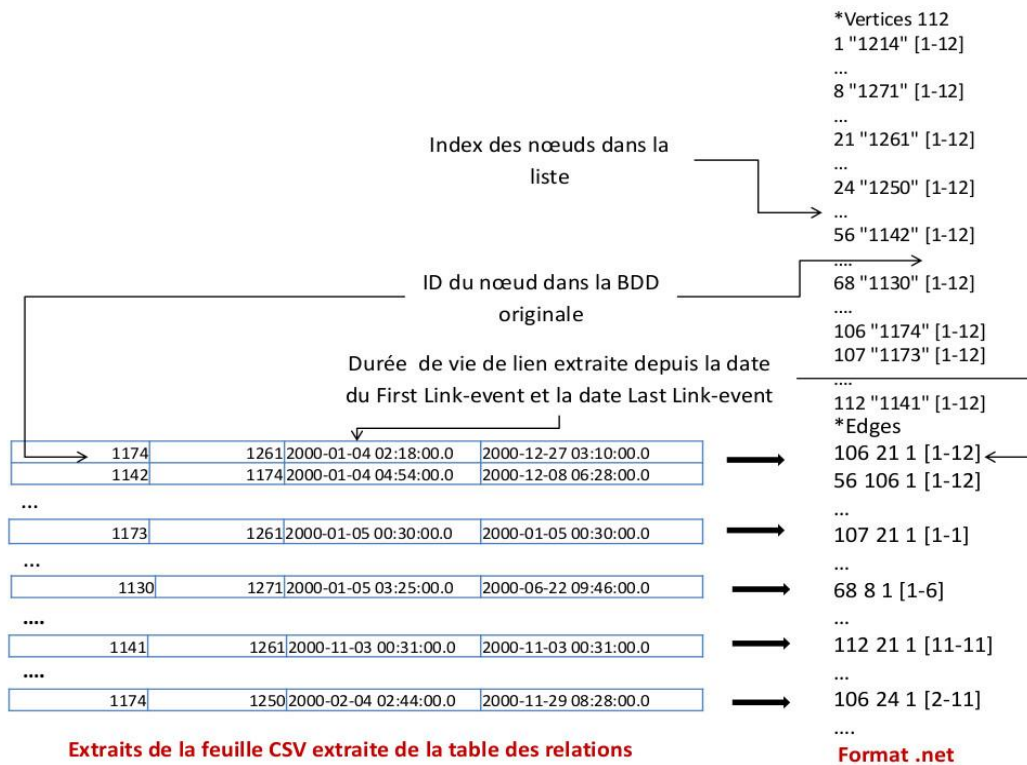 *Vertices 112
1 "1214" [1-12]
...
8 "1271" [1-12]
...
21 "1261" [1-12]
...
24 "1250" [1-12]
...
56 "1142" [1-12]
....
68 "1130" [1-12]
....
106 "1174" [1-12]
107 "1173" [1-12]
....
112 "1141" [1-12]
*Edges
106 21 1 [1-12]
56 106 1 [1-12]
...
107 21 1 [1-1]
...
68 8 1 [1-6]
...
112 21 1 [11-11]
...
106 24 1 [2-11]
....
Format .net
Index des nœuds dans la
liste
ID du nœud dans la BDD
originale
Durée de vie de lien extraite depuis la date
du First Link-event et la date Last Link-event
1174 1261 2000-01-04 02:18:00.0 2000-12-27 03:10:00.0
1142 1174 2000-01-04 04:54:00.0 2000-12-08 06:28:00.0
...
1173 1261 2000-01-05 00:30:00.0 2000-01-05 00:30:00.0
...
1130 1271 2000-01-05 03:25:00.0 2000-06-22 09:46:00.0
....
1141 1261 2000-11-03 00:31:00.0 2000-11-03 00:31:00.0
....
1174 1250 2000-02-04 02:44:00.0 2000-11-29 08:28:00.0
Extraits de la feuille CSV extraite de la table des relations